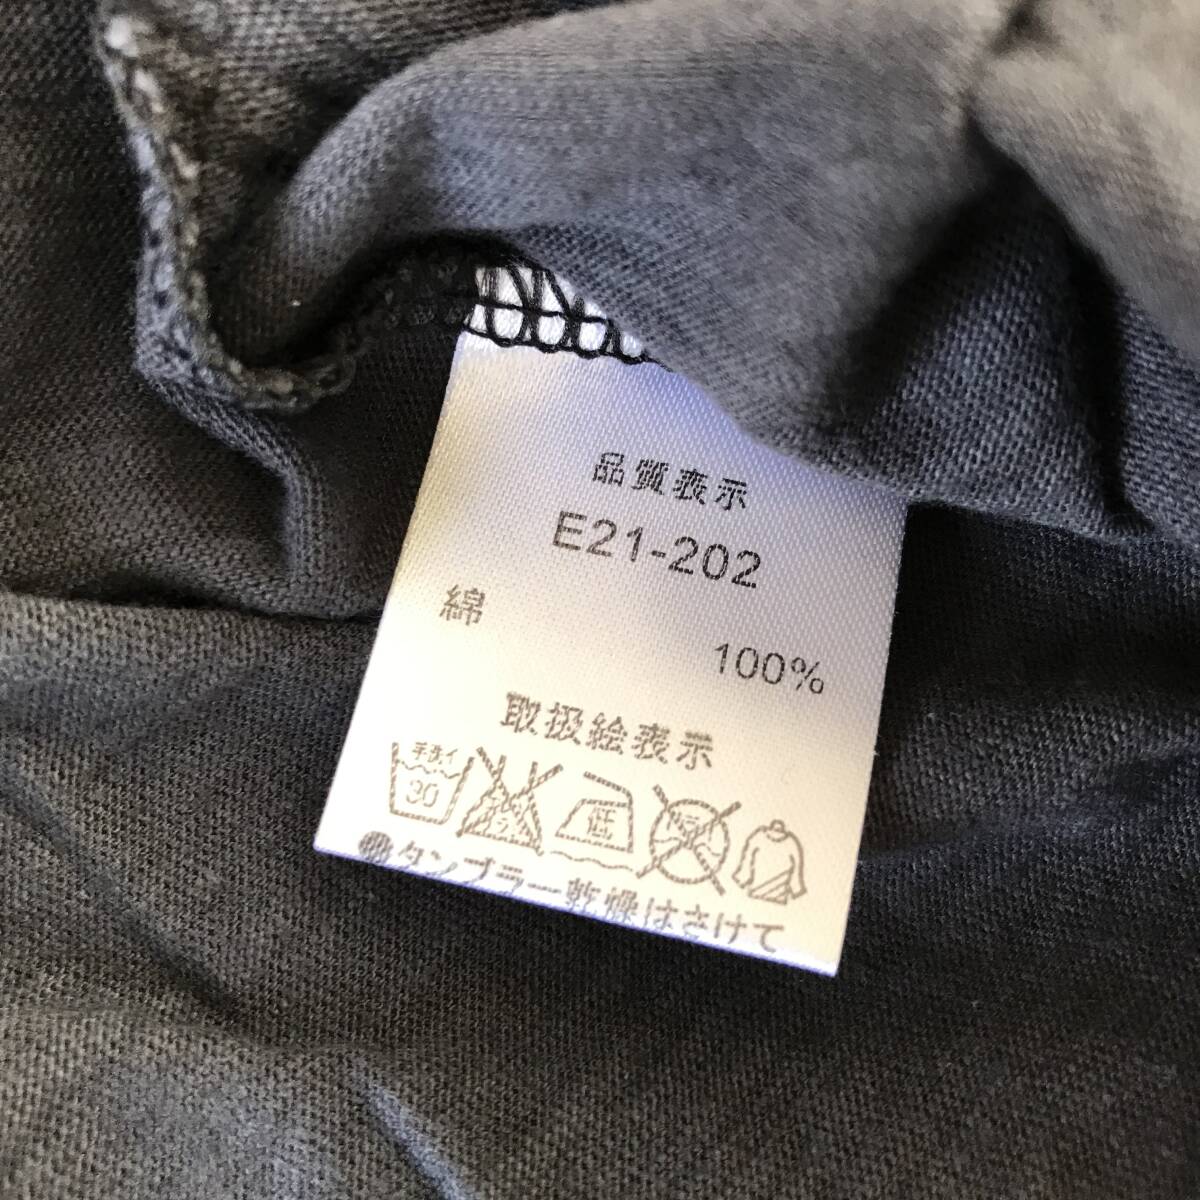 品質表示
E21-202
綿
100%
取扱絵表示
手洗イ
30
低
タンブラー乾燥はさけて